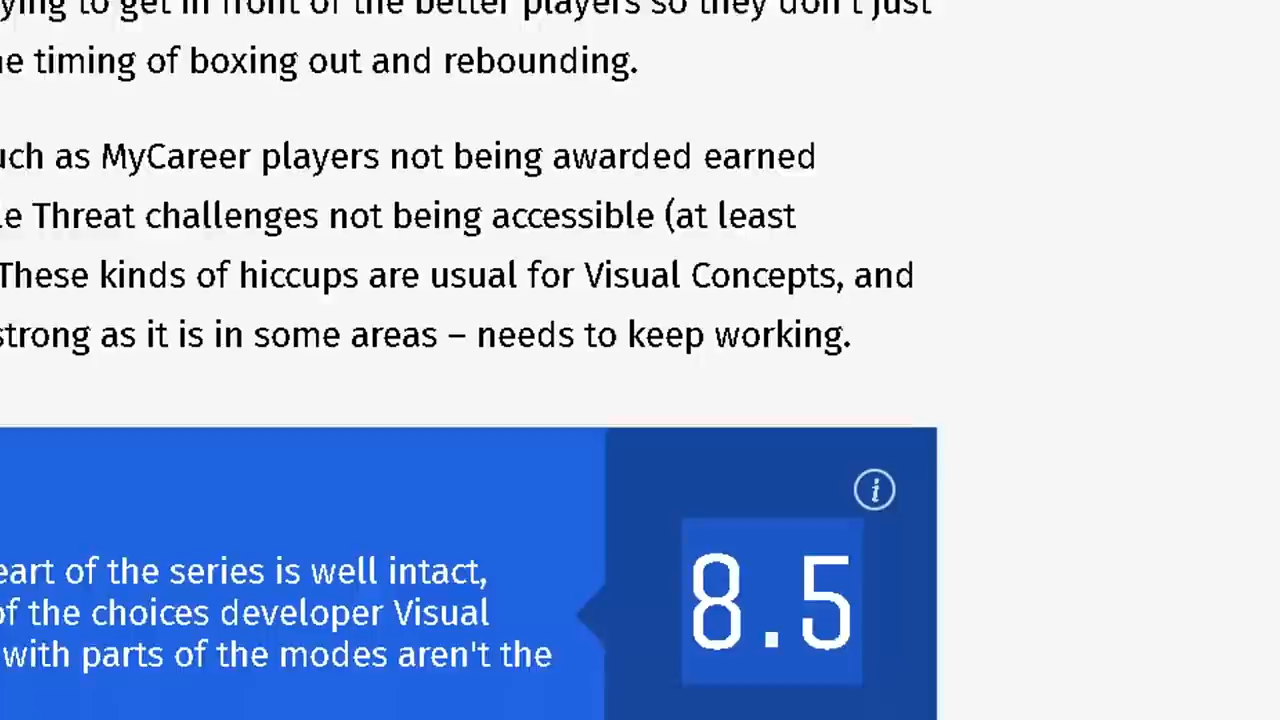 to get in front of the better players so they don't just
timing of boxing out and rebounding.
as MyCareer players not being awarded earned
Threat challenges not being accessible (at least
These kinds of hiccups are usual for Visual Concepts, and
strong as it is in some areas – needs to keep working.
i
8.5
of the series is well intact,
of the choices developer Visual
with parts of the modes aren't the